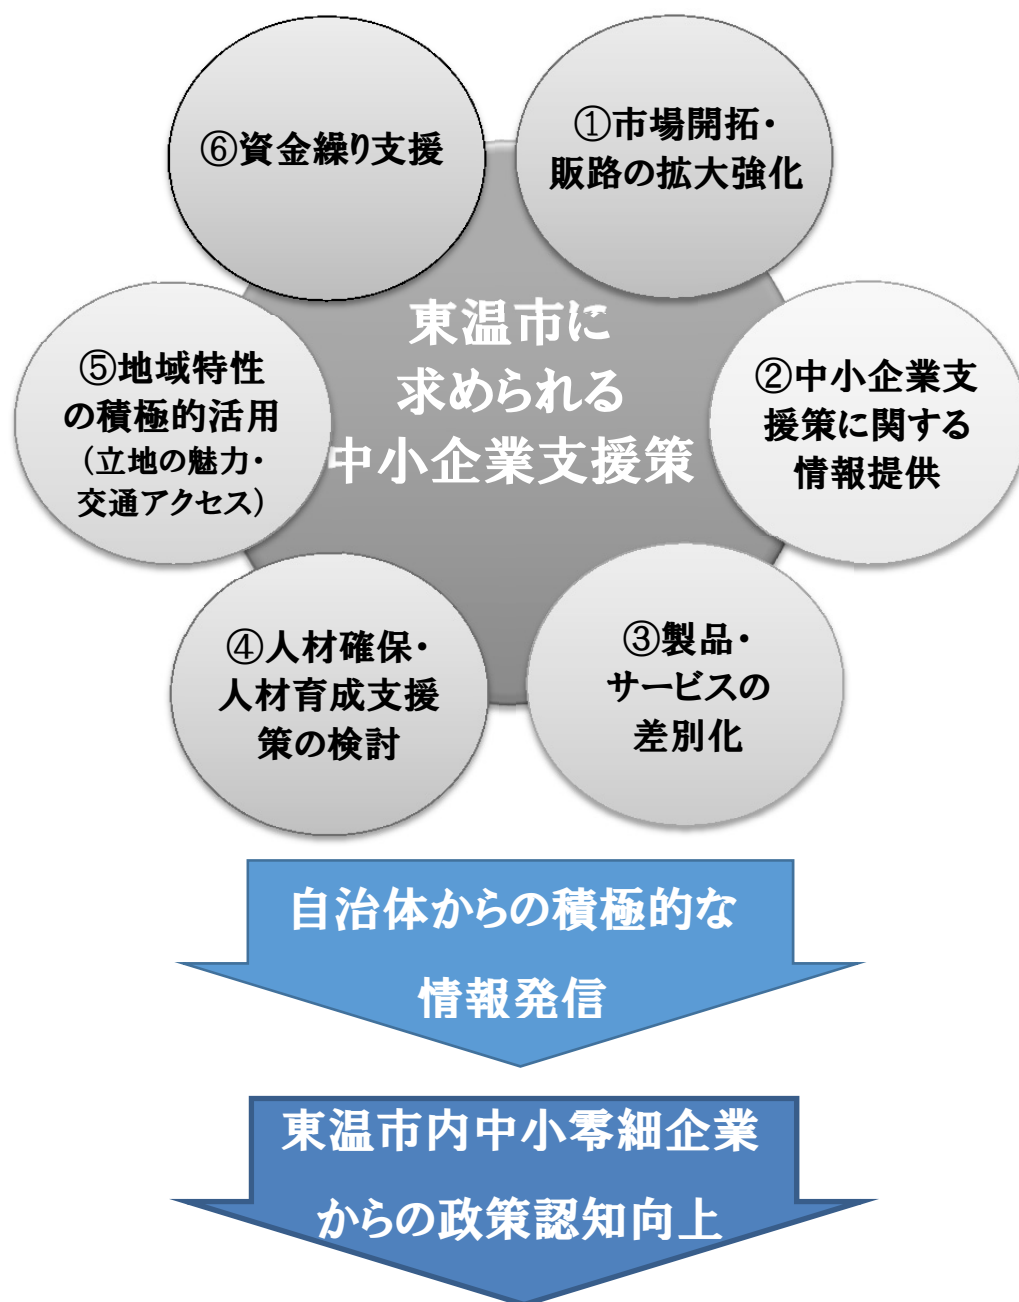 東温市に
求められる
中小企業支援策
①市場開拓・
販路の拡大強化
②中小企業支
援策に関する
情報提供
③製品・
サービスの
差別化
④人材確保・
人材育成支援
策の検討
⑤地域特性
の積極的活用
（立地の魅力・
交通アクセス）
⑥資金繰り支援
自治体からの積極的な
情報発信
東温市内中小零細企業
からの政策認知向上